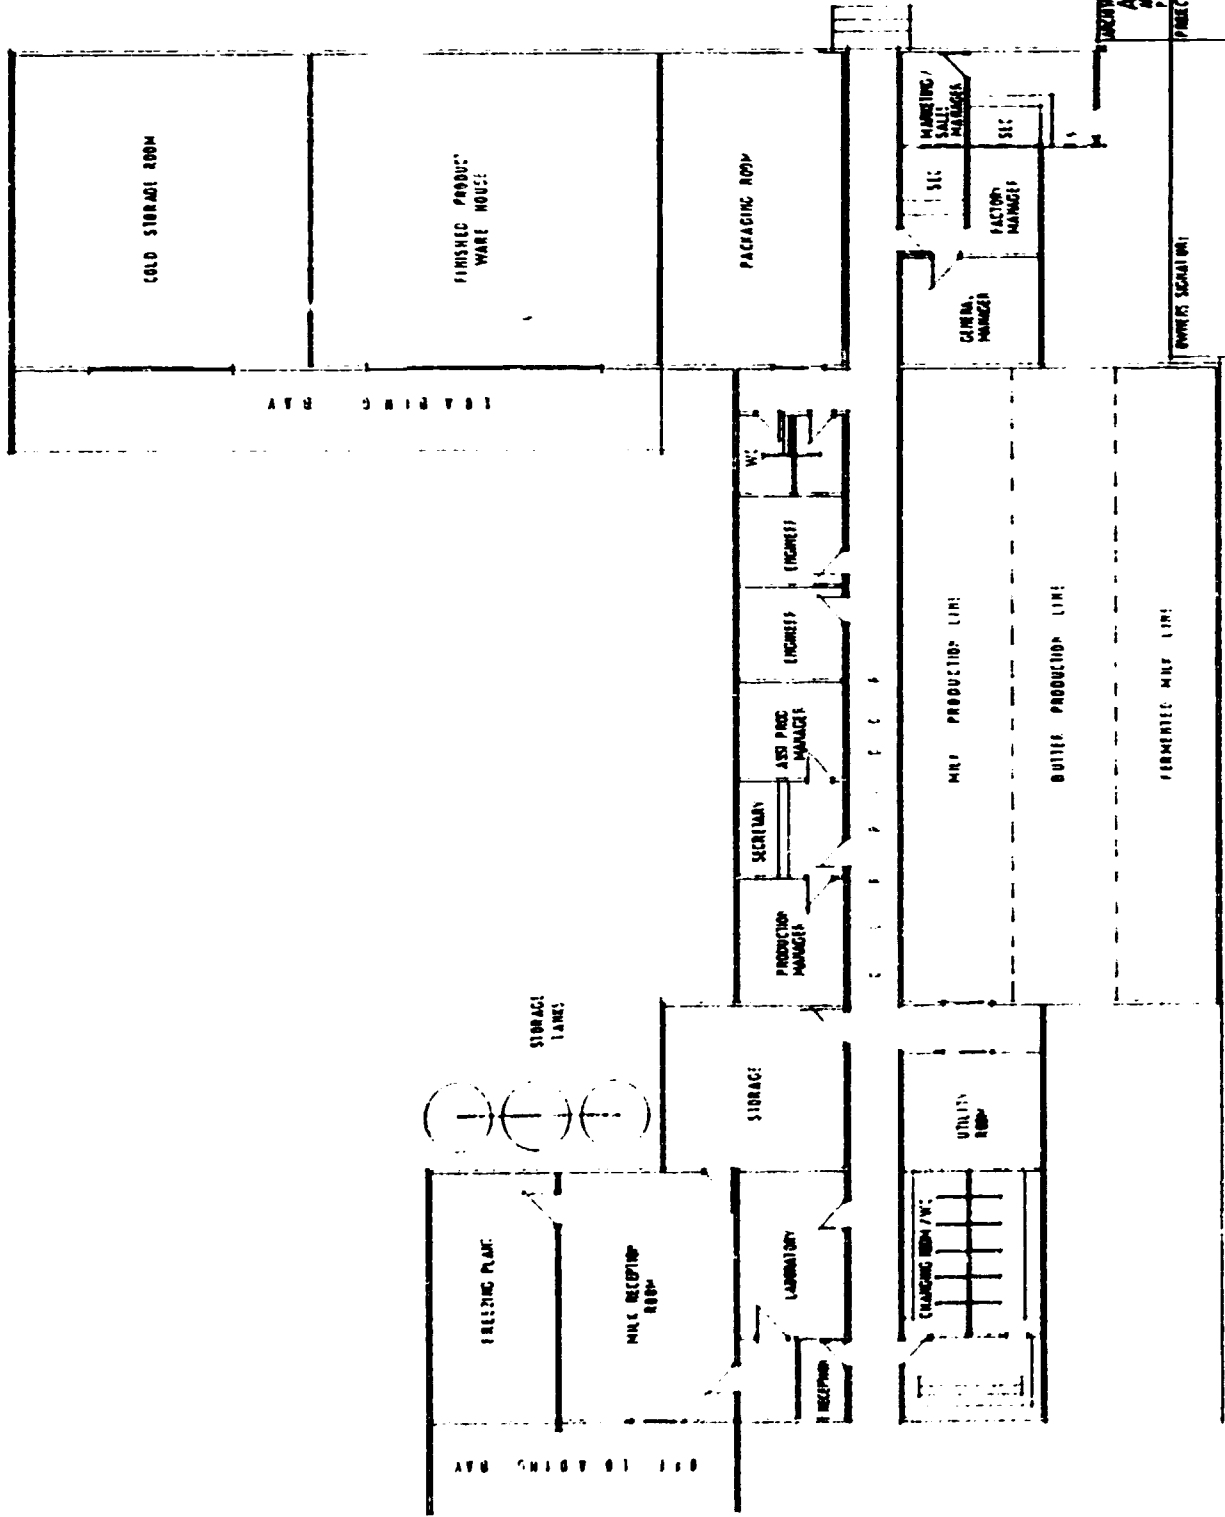 COLD STORAGE ROOM
FINISHED PRODUCT
WARE HOUSE
PACKAGING ROOM
LOADING BAY
MARKETING /
SALES
MANAGER
SEC
SEC
FACTORY
MANAGER
GENERAL
MANAGER
OWNERS SIGNATURE
WC
ENGINEER
ENGINEER
ASST PROD
MANAGER
SECRETARY
PRODUCTION
MANAGER
MILK PRODUCTION LINE
BUTTER PRODUCTION LINE
FERMENTED MILK LINE
STORAGE
TANKS
STORAGE
UTILITY
ROOM
FREEZING PLANT
MILK RECEPTION
ROOM
LABORATORY
CHANGING ROOM / WC
RECEPTION
OFF LOADING BAY